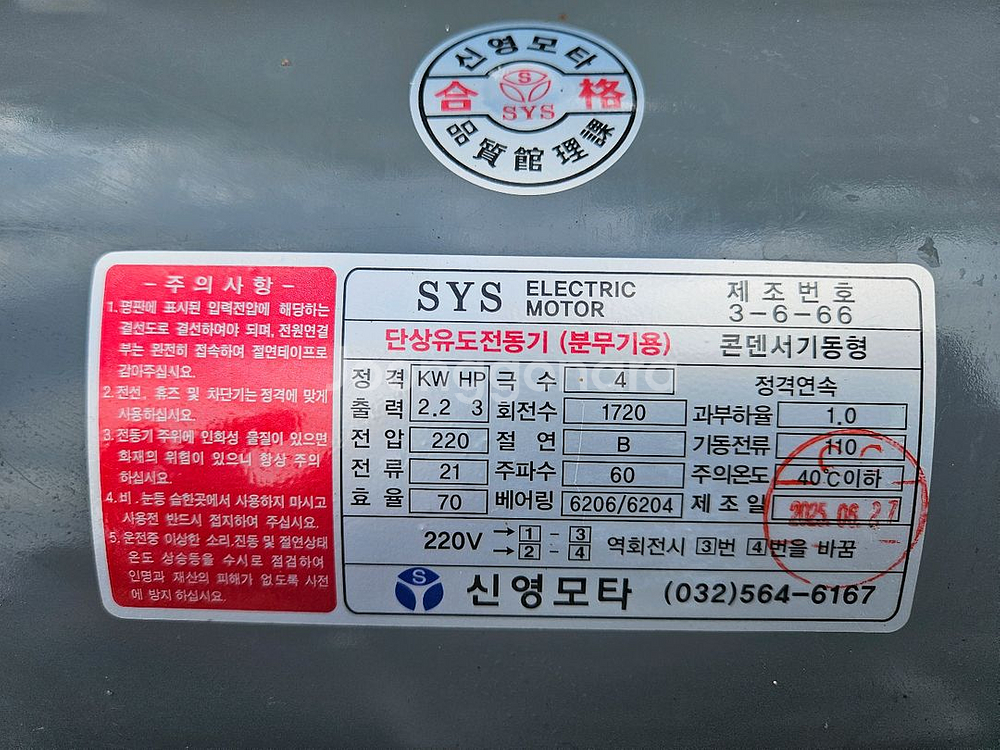 신영모타
合 S 格
SYS
品質館理課
- 주의사항 -
1. 명판에 표시된 입력전압에 해당하는
결선도로 결선하여야 되며, 전원연결
부는 완전히 접속하여 절연테이프로
감아주십시요.
2. 전선, 휴즈 및 차단기는 정격에 맞게
사용하십시요.
3. 전동기 주위에 인화성 물질이 있으면
화재의 위험이 있으니 항상 주의
하십시요.
4. 비, 눈등 습한곳에서 사용하지 마시고
사용전 반드시 접지하여 주십시요.
5. 운전중 이상한 소리,진동 및 절연상태
온도 상승등을 수시로 점검하여
인명과 재산의 피해가 없도록 사전
에 방지하십시요.
SYS ELECTRIC MOTOR 제조번호
3-6-66
단상유도전동기 (분무기용) 콘덴서기동형
정격 KW HP 극수 4 정격연속
출력 2.2 3 회전수 1720 과부하율 1.0
전압 220 절연 B 기동전류 110
전류 21 주파수 60 주의온도 40℃이하
효율 70 베어링 6206/6204 제조일 2025.06.27
220V → 1 - 3
→ 2 - 4 역회전시 3번 4번을 바꿈
S 신영모타 (032)564-6167